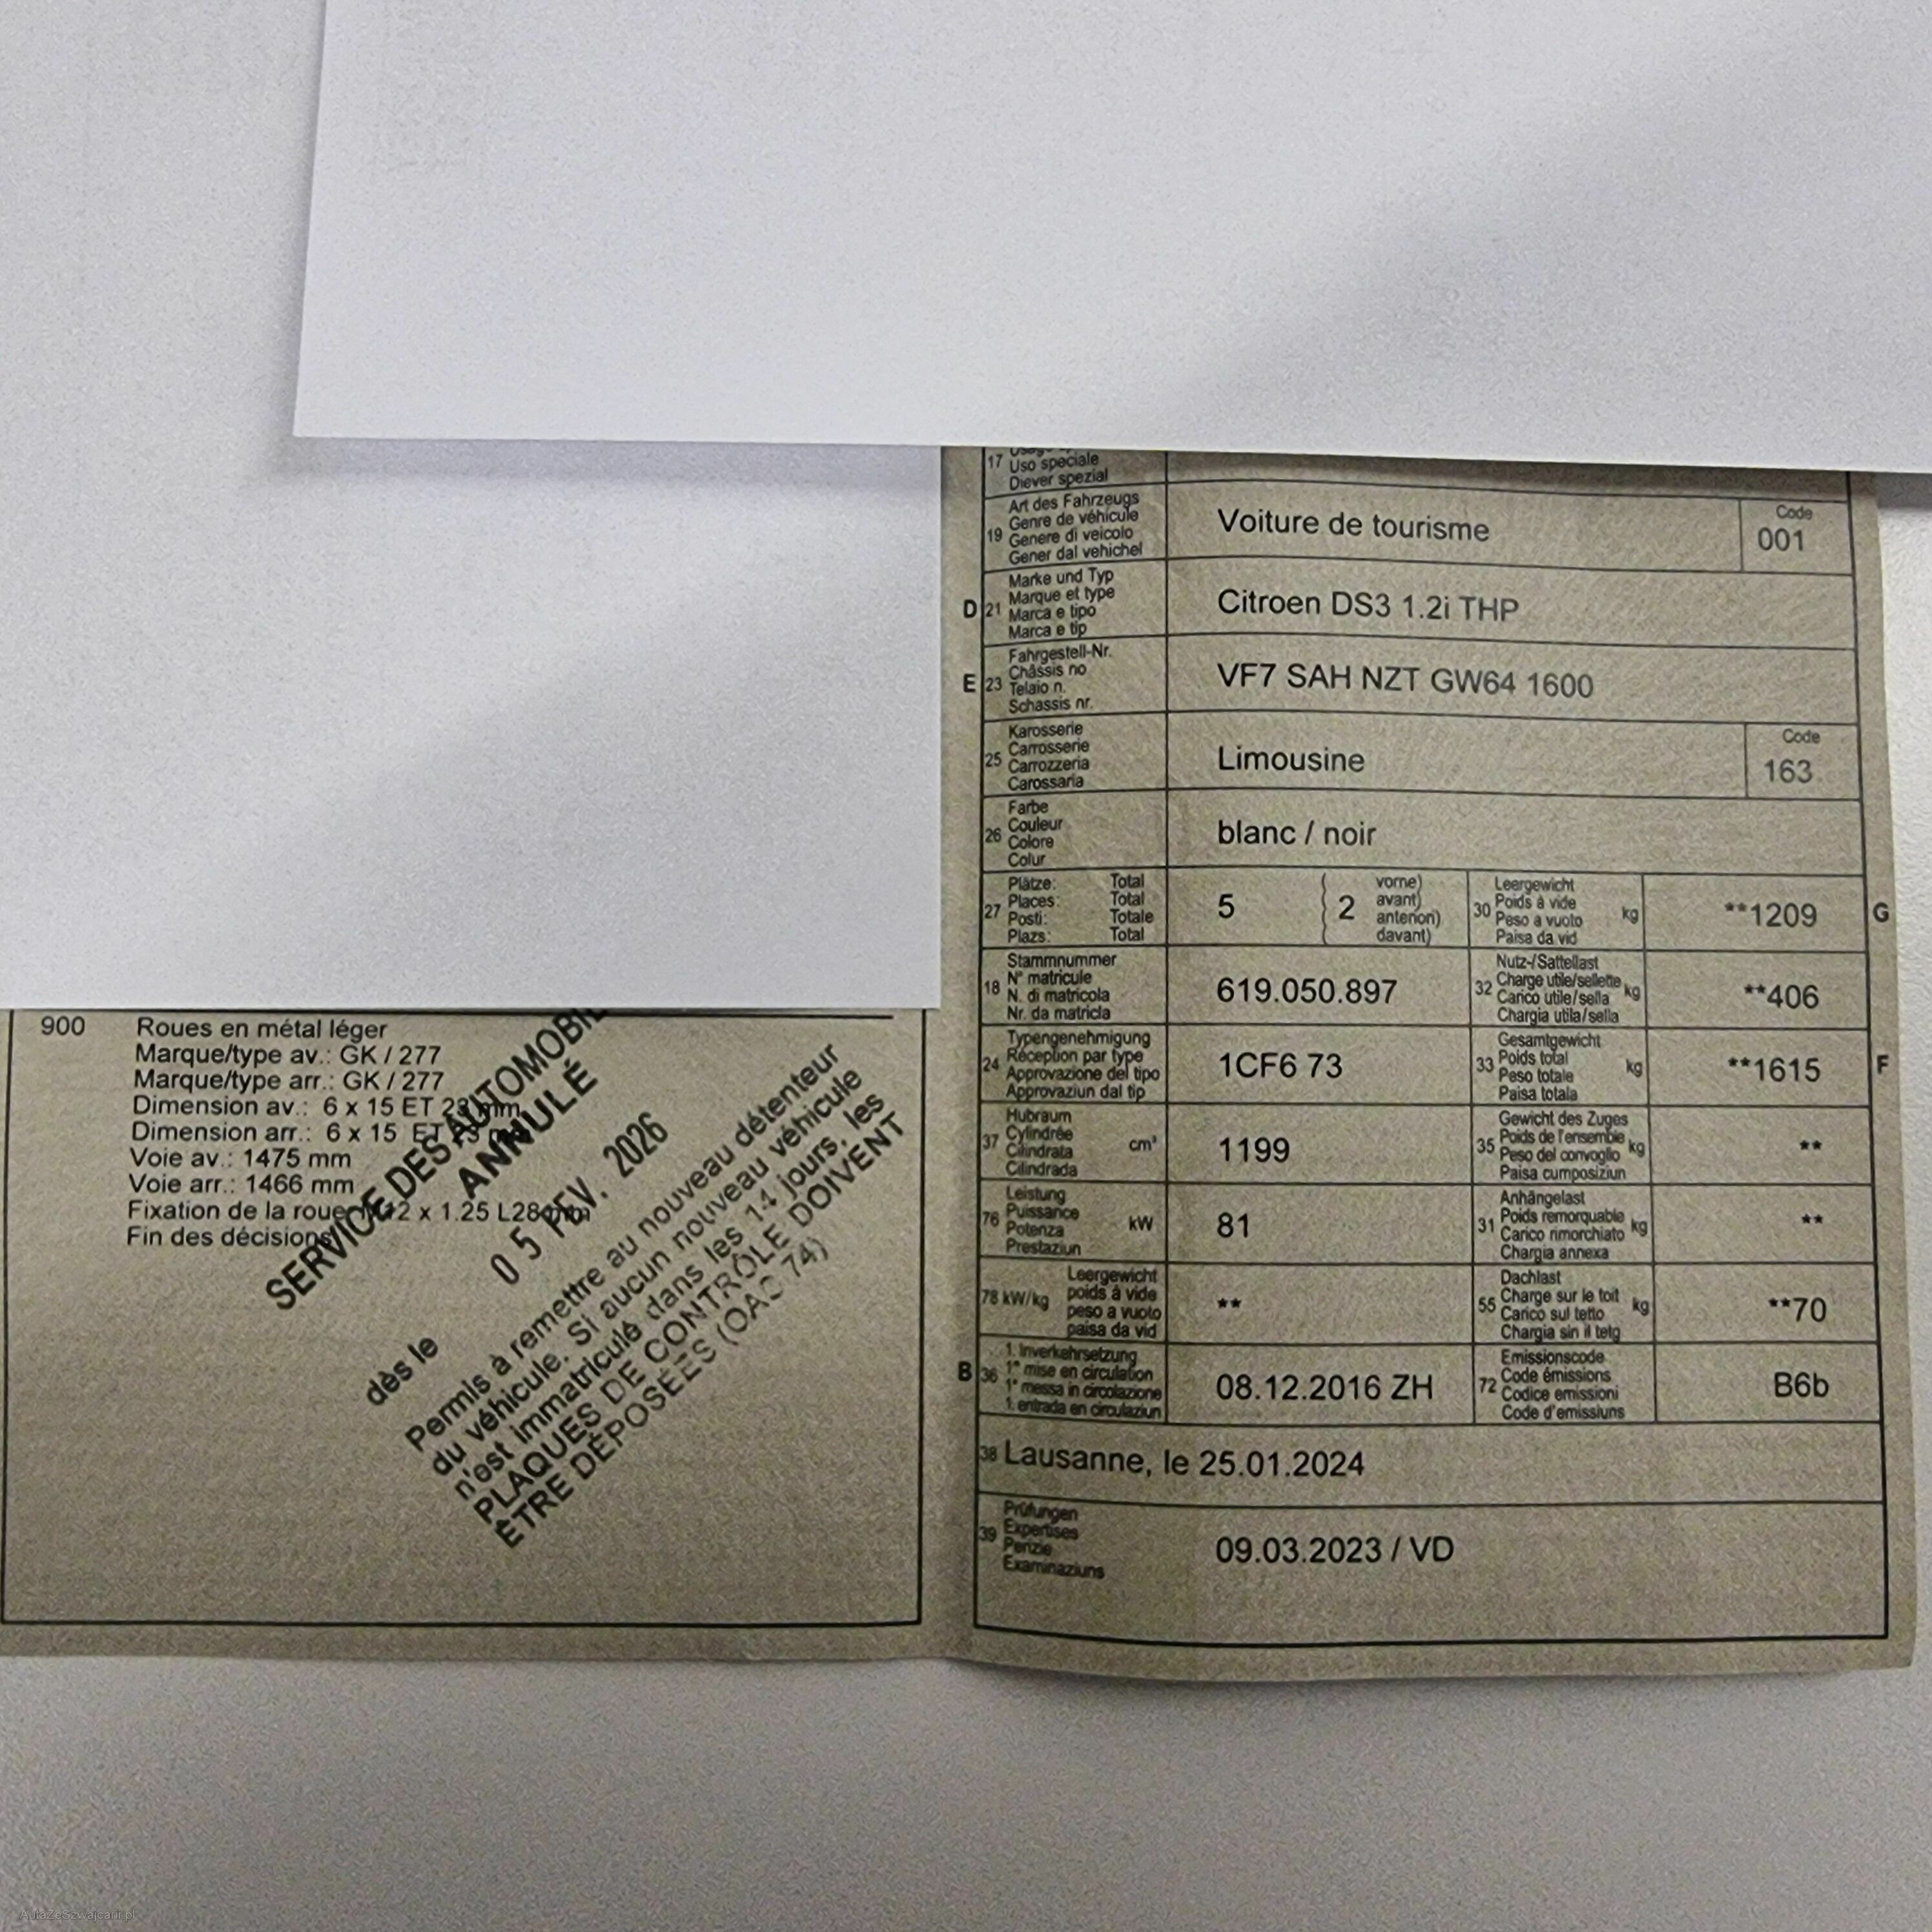 900 Roues en métal léger
Marque/type av.: GK / 277
Marque/type arr.: GK / 277
Dimension av.: 6 x 15 ET 23 mm
Dimension arr.: 6 x 15 ET 23 mm
Voie av.: 1475 mm
Voie arr.: 1466 mm
Fixation de la roue M12 x 1.25 L28 mm
Fin des décisions
SERVICE DES AUTOMOBIL
ANNULÉ
dès le 05 FEV. 2026
Permis à remettre au nouveau détenteur
du véhicule. Si aucun nouveau véhicule
n'est immatriculé dans les 14 jours, les
PLAQUES DE CONTRÔLE DOIVENT
ÊTRE DÉPOSÉES (OAC 74)
17 Uso speciale
Diever spezial
19 Art des Fahrzeugs
Genre de véhicule
Genere di veicolo
Gener dal vehichel
Voiture de tourisme
Code
001
D 21 Marke und Typ
Marque et type
Marca e tipo
Marca e tip
Citroen DS3 1.2i THP
E 23 Fahrgestell-Nr.
Châssis no
Telaio n.
Schassis nr.
VF7 SAH NZT GW64 1600
25 Karosserie
Carrosserie
Carrozzeria
Carossaria
Limousine
Code
163
26 Farbe
Couleur
Colore
Colur
blanc / noir
27 Plätze: Total
Places: Total
Posti: Totale
Plazs: Total
5 ( 2 vorne)
avant)
anteriori)
davant)
30 Leergewicht
Poids à vide
Peso a vuoto
Paisa da vid
kg
**1209 G
18 Stammnummer
N° matricule
N. di matricola
Nr. da matricla
619.050.897
32 Nutz-/Sattellast
Charge utile/sellette
Carico utile/sella
Chargia utila/sella
kg
**406
24 Typengenehmigung
Réception par type
Approvazione del tipo
Approvaziun dal tip
1CF6 73
33 Gesamtgewicht
Poids total
Peso totale
Paisa totala
kg
**1615 F
37 Hubraum
Cylindrée
Cilindrata
Cilindrada
cm³
1199
35 Gewicht des Zuges
Poids de l'ensemble
Peso del convoglio
Paisa cumposiziun
kg
**
76 Leistung
Puissance
Potenza
Prestaziun
kW
81
31 Anhängelast
Poids remorquable
Carico rimorchiato
Chargia annexa
kg
**
78 kW/kg Leergewicht
poids à vide
peso a vuoto
paisa da vid
**
55 Dachlast
Charge sur le toit
Carico sul tetto
Chargia sin il tetg
kg
**70
B 36 1. Inverkehrsetzung
1° mise en circulation
1° messa in circolazione
1. entrada en circulaziun
08.12.2016 ZH
72 Emissionscode
Code émissions
Codice emissioni
Code d'emissiuns
B6b
38 Lausanne, le 25.01.2024
39 Prüfungen
Expertises
Perizie
Examinaziuns
09.03.2023 / VD
AutaZeSzwajcarii.pl